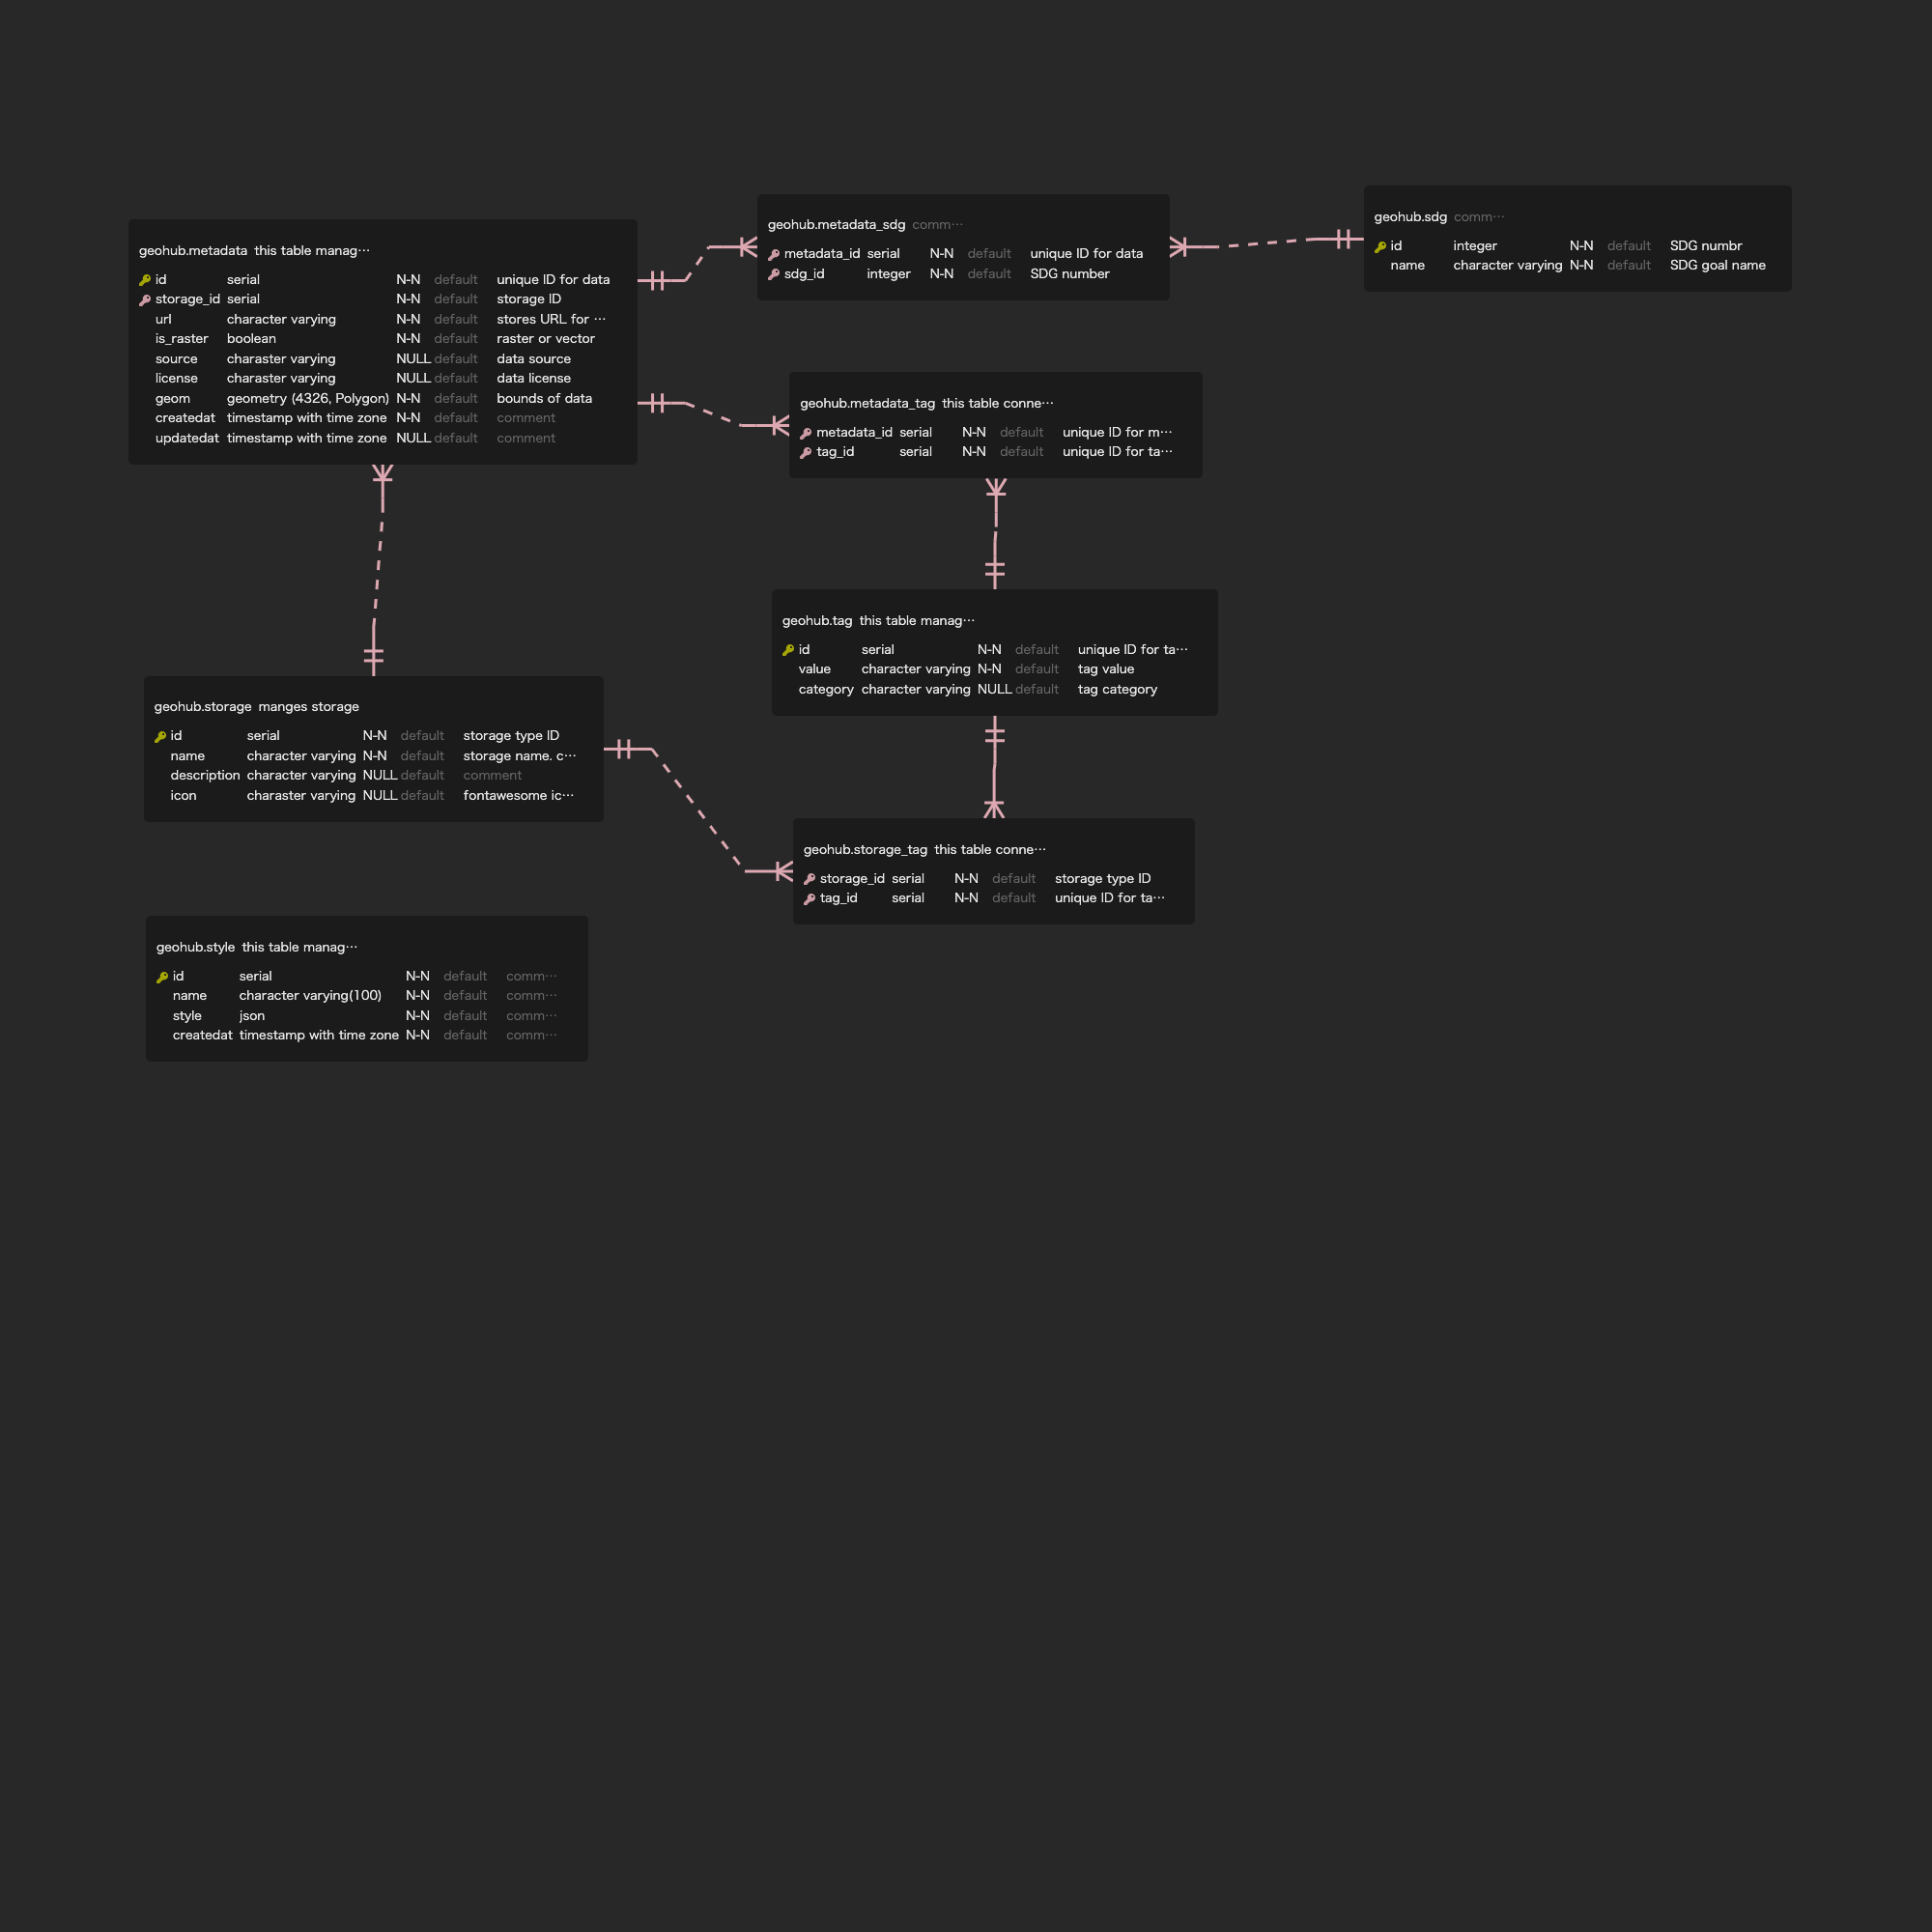 geohub.metadata this table manag…
id serial N-N default unique ID for data
storage_id serial N-N default storage ID
url character varying N-N default stores URL for …
is_raster boolean N-N default raster or vector
source charaster varying NULL default data source
license charaster varying NULL default data license
geom geometry (4326, Polygon) N-N default bounds of data
createdat timestamp with time zone N-N default comment
updatedat timestamp with time zone NULL default comment
geohub.metadata_sdg comm…
metadata_id serial N-N default unique ID for data
sdg_id integer N-N default SDG number
geohub.sdg comm…
id integer N-N default SDG numbr
name character varying N-N default SDG goal name
geohub.metadata_tag this table conne…
metadata_id serial N-N default unique ID for m…
tag_id serial N-N default unique ID for ta…
geohub.tag this table manag…
id serial N-N default unique ID for ta…
value character varying N-N default tag value
category character varying NULL default tag category
geohub.storage manges storage
id serial N-N default storage type ID
name character varying N-N default storage name. c…
description character varying NULL default comment
icon charaster varying NULL default fontawesome ic…
geohub.storage_tag this table conne…
storage_id serial N-N default storage type ID
tag_id serial N-N default unique ID for ta…
geohub.style this table manag…
id serial N-N default comm…
name character varying(100) N-N default comm…
style json N-N default comm…
createdat timestamp with time zone N-N default comm…